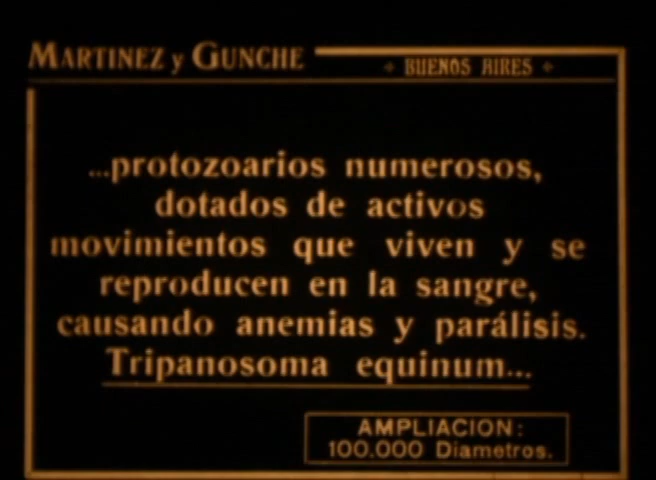 MARTINEZ y GUNCHE
BUENOS AIRES
...protozoarios numerosos,
dotados de activos
movimientos que viven y se
reproducen en la sangre,
causando anemias y parálisis.
Tripanosoma equinum...
AMPLIACION:
100.000 Diametros.